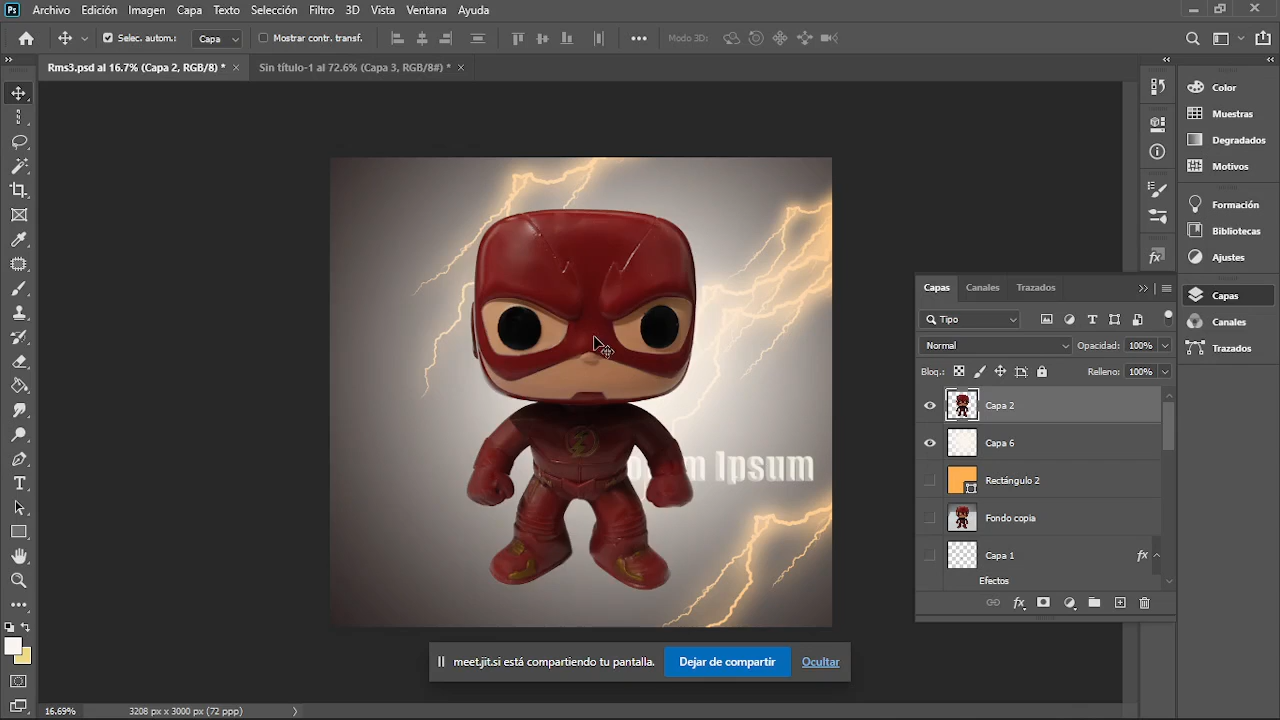 Ps Archivo Edición Imagen Capa Texto Selección Filtro 3D Vista Ventana Ayuda
Selec. autom.: Capa Mostrar contr. transf. Modo 3D:
Rms3.psd al 16.7% (Capa 2, RGB/8) * × Sin título-1 al 72.6% (Capa 3, RGB/8#) * ×
Color
Muestras
Degradados
Motivos
Formación
Bibliotecas
Ajustes
Capas
Canales
Trazados
Capas Canales Trazados
Tipo
Normal Opacidad: 100%
Bloq.: Relleno: 100%
Capa 2
Capa 6
Rectángulo 2
Fondo copia
Capa 1 fx
Efectos
Ipsum
meet.jit.si está compartiendo tu pantalla. Dejar de compartir Ocultar
16.69% 3208 px x 3000 px (72 ppp)